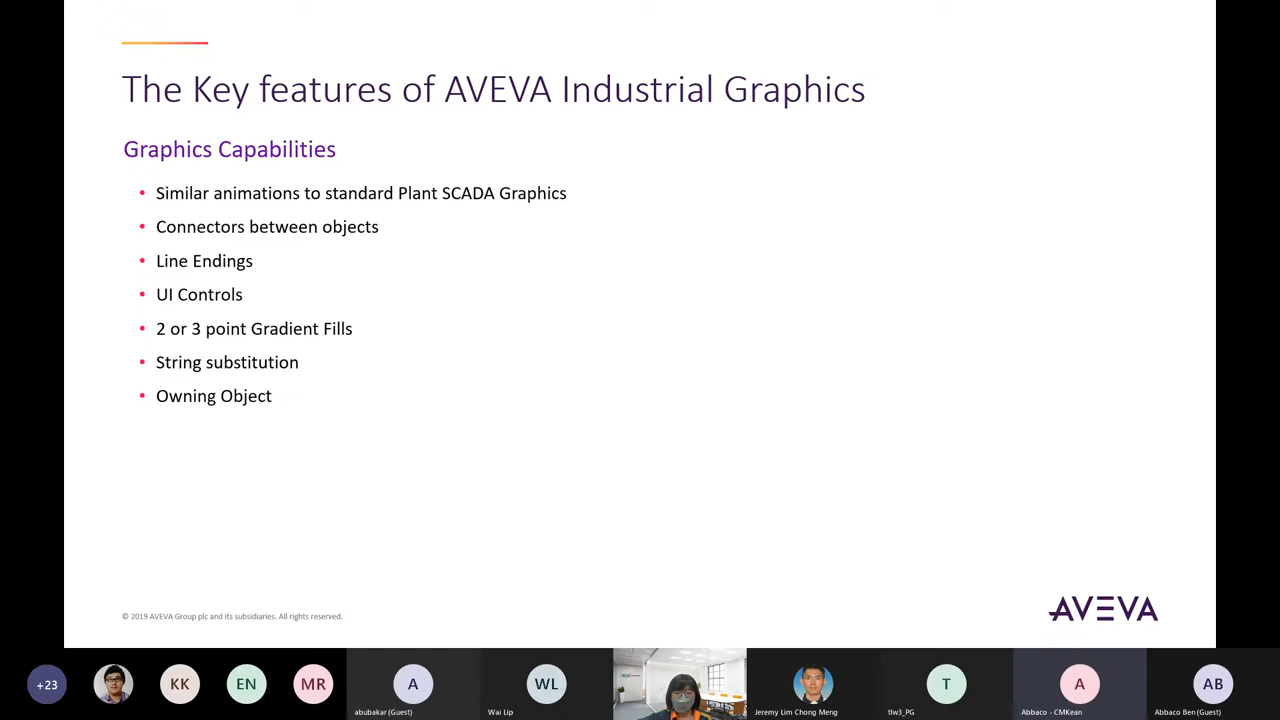 The Key features of AVEVA Industrial Graphics
Graphics Capabilities
• Similar animations to standard Plant SCADA Graphics
• Connectors between objects
• Line Endings
• UI Controls
• 2 or 3 point Gradient Fills
• String substitution
• Owning Object
© 2019 AVEVA Group plc and its subsidiaries. All rights reserved.
AVEVA
+23
KK
EN
MR
A
abubakar (Guest)
WL
Wai Lip
Jeremy Lim Chong Meng
T
tlw3_PG
A
Abbaco - CMKean
AB
Abbaco Ben (Guest)